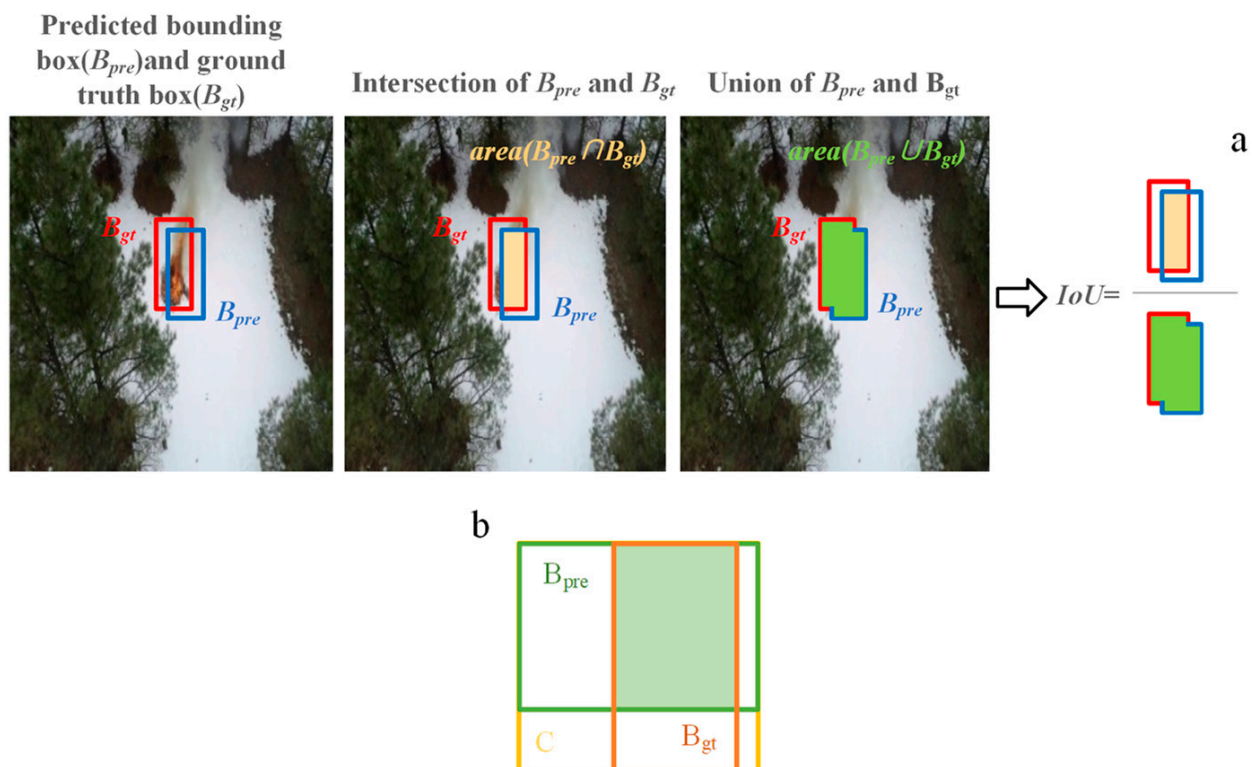 Predicted bounding
box(Bpre)and ground
truth box(Bgt)
Intersection of Bpre and Bgt
Union of Bpre and Bgt
a
area(Bpre ∩Bgt)
area(Bpre ∪Bgt)
Bgt
Bpre
Bgt
Bpre
Bgt
Bpre
IoU=
b
Bpre
C
Bgt